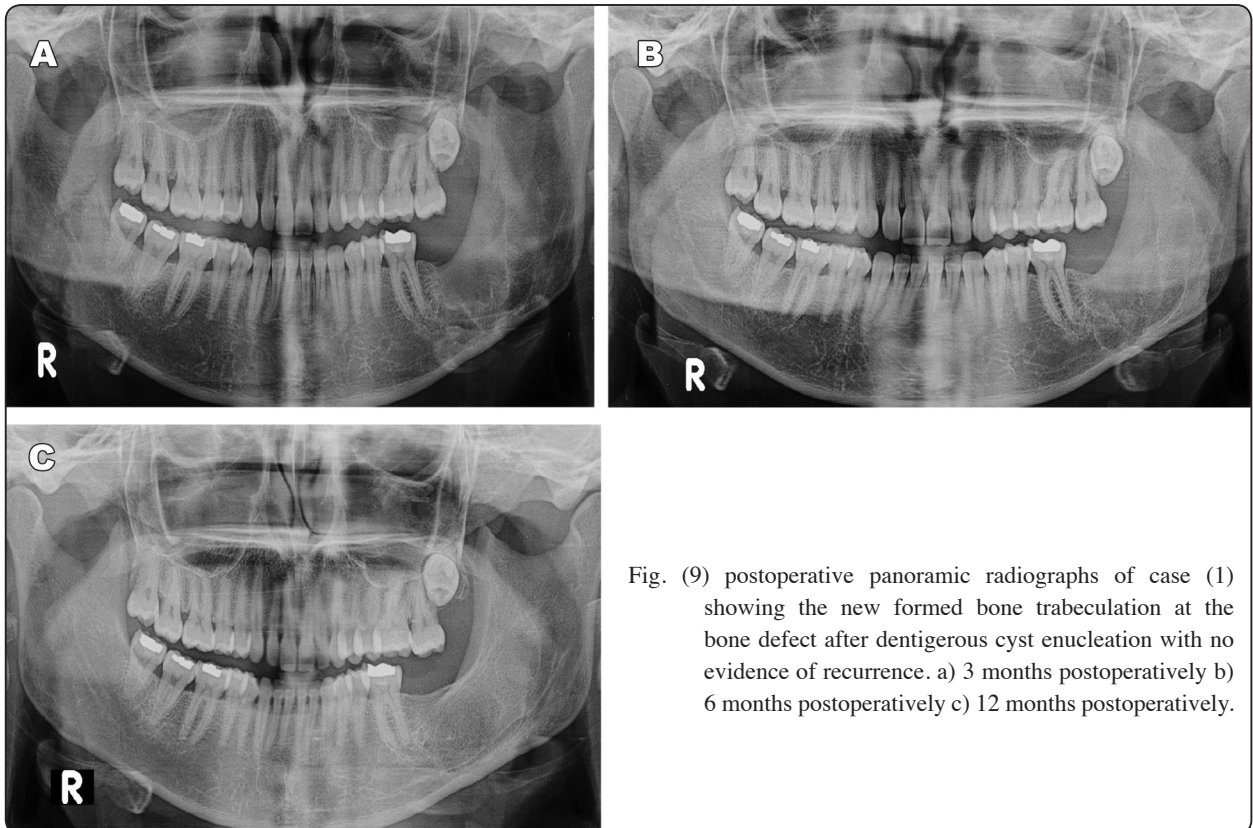 A
B
R
R
C
Fig. (9) postoperative panoramic radiographs of case (1)
showing the new formed bone trabeculation at the
bone defect after dentigerous cyst enucleation with no
evidence of recurrence. a) 3 months postoperatively b)
6 months postoperatively c) 12 months postoperatively.
R